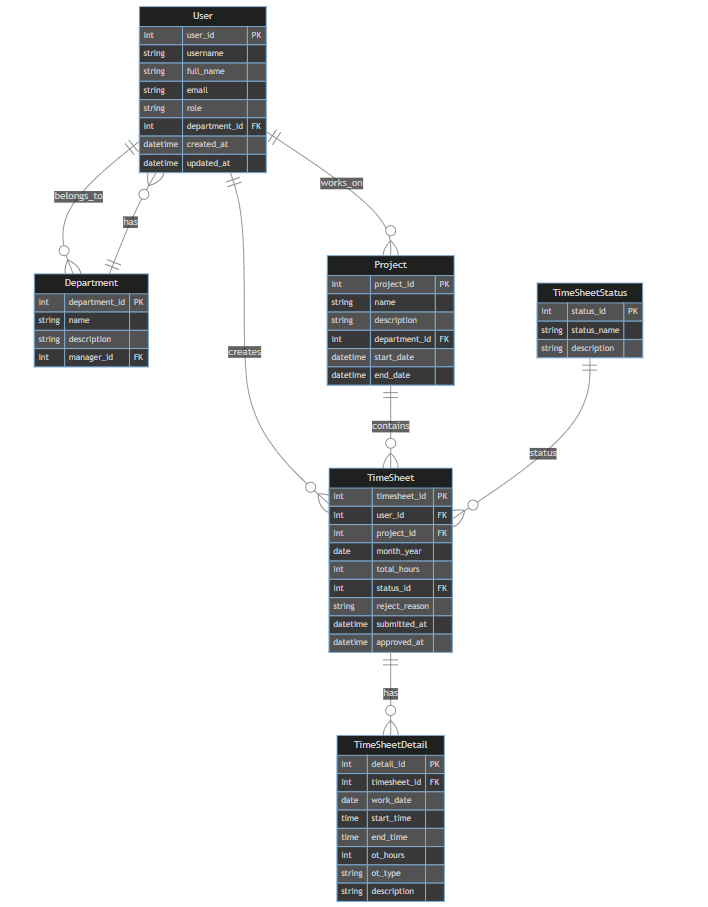 User
int user_id PK
string username
string full_name
string email
string role
int department_id FK
datetime created_at
datetime updated_at
belongs_to
has
works_on
Department
int department_id PK
string name
string description
int manager_id FK
Project
int project_id PK
string name
string description
int department_id FK
datetime start_date
datetime end_date
TimeSheetStatus
int status_id PK
string status_name
string description
creates
contains
status
TimeSheet
int timesheet_id PK
int user_id FK
int project_id FK
date month_year
int total_hours
int status_id FK
string reject_reason
datetime submitted_at
datetime approved_at
has
TimeSheetDetail
int detail_id PK
int timesheet_id FK
date work_date
time start_time
time end_time
int ot_hours
string ot_type
string description